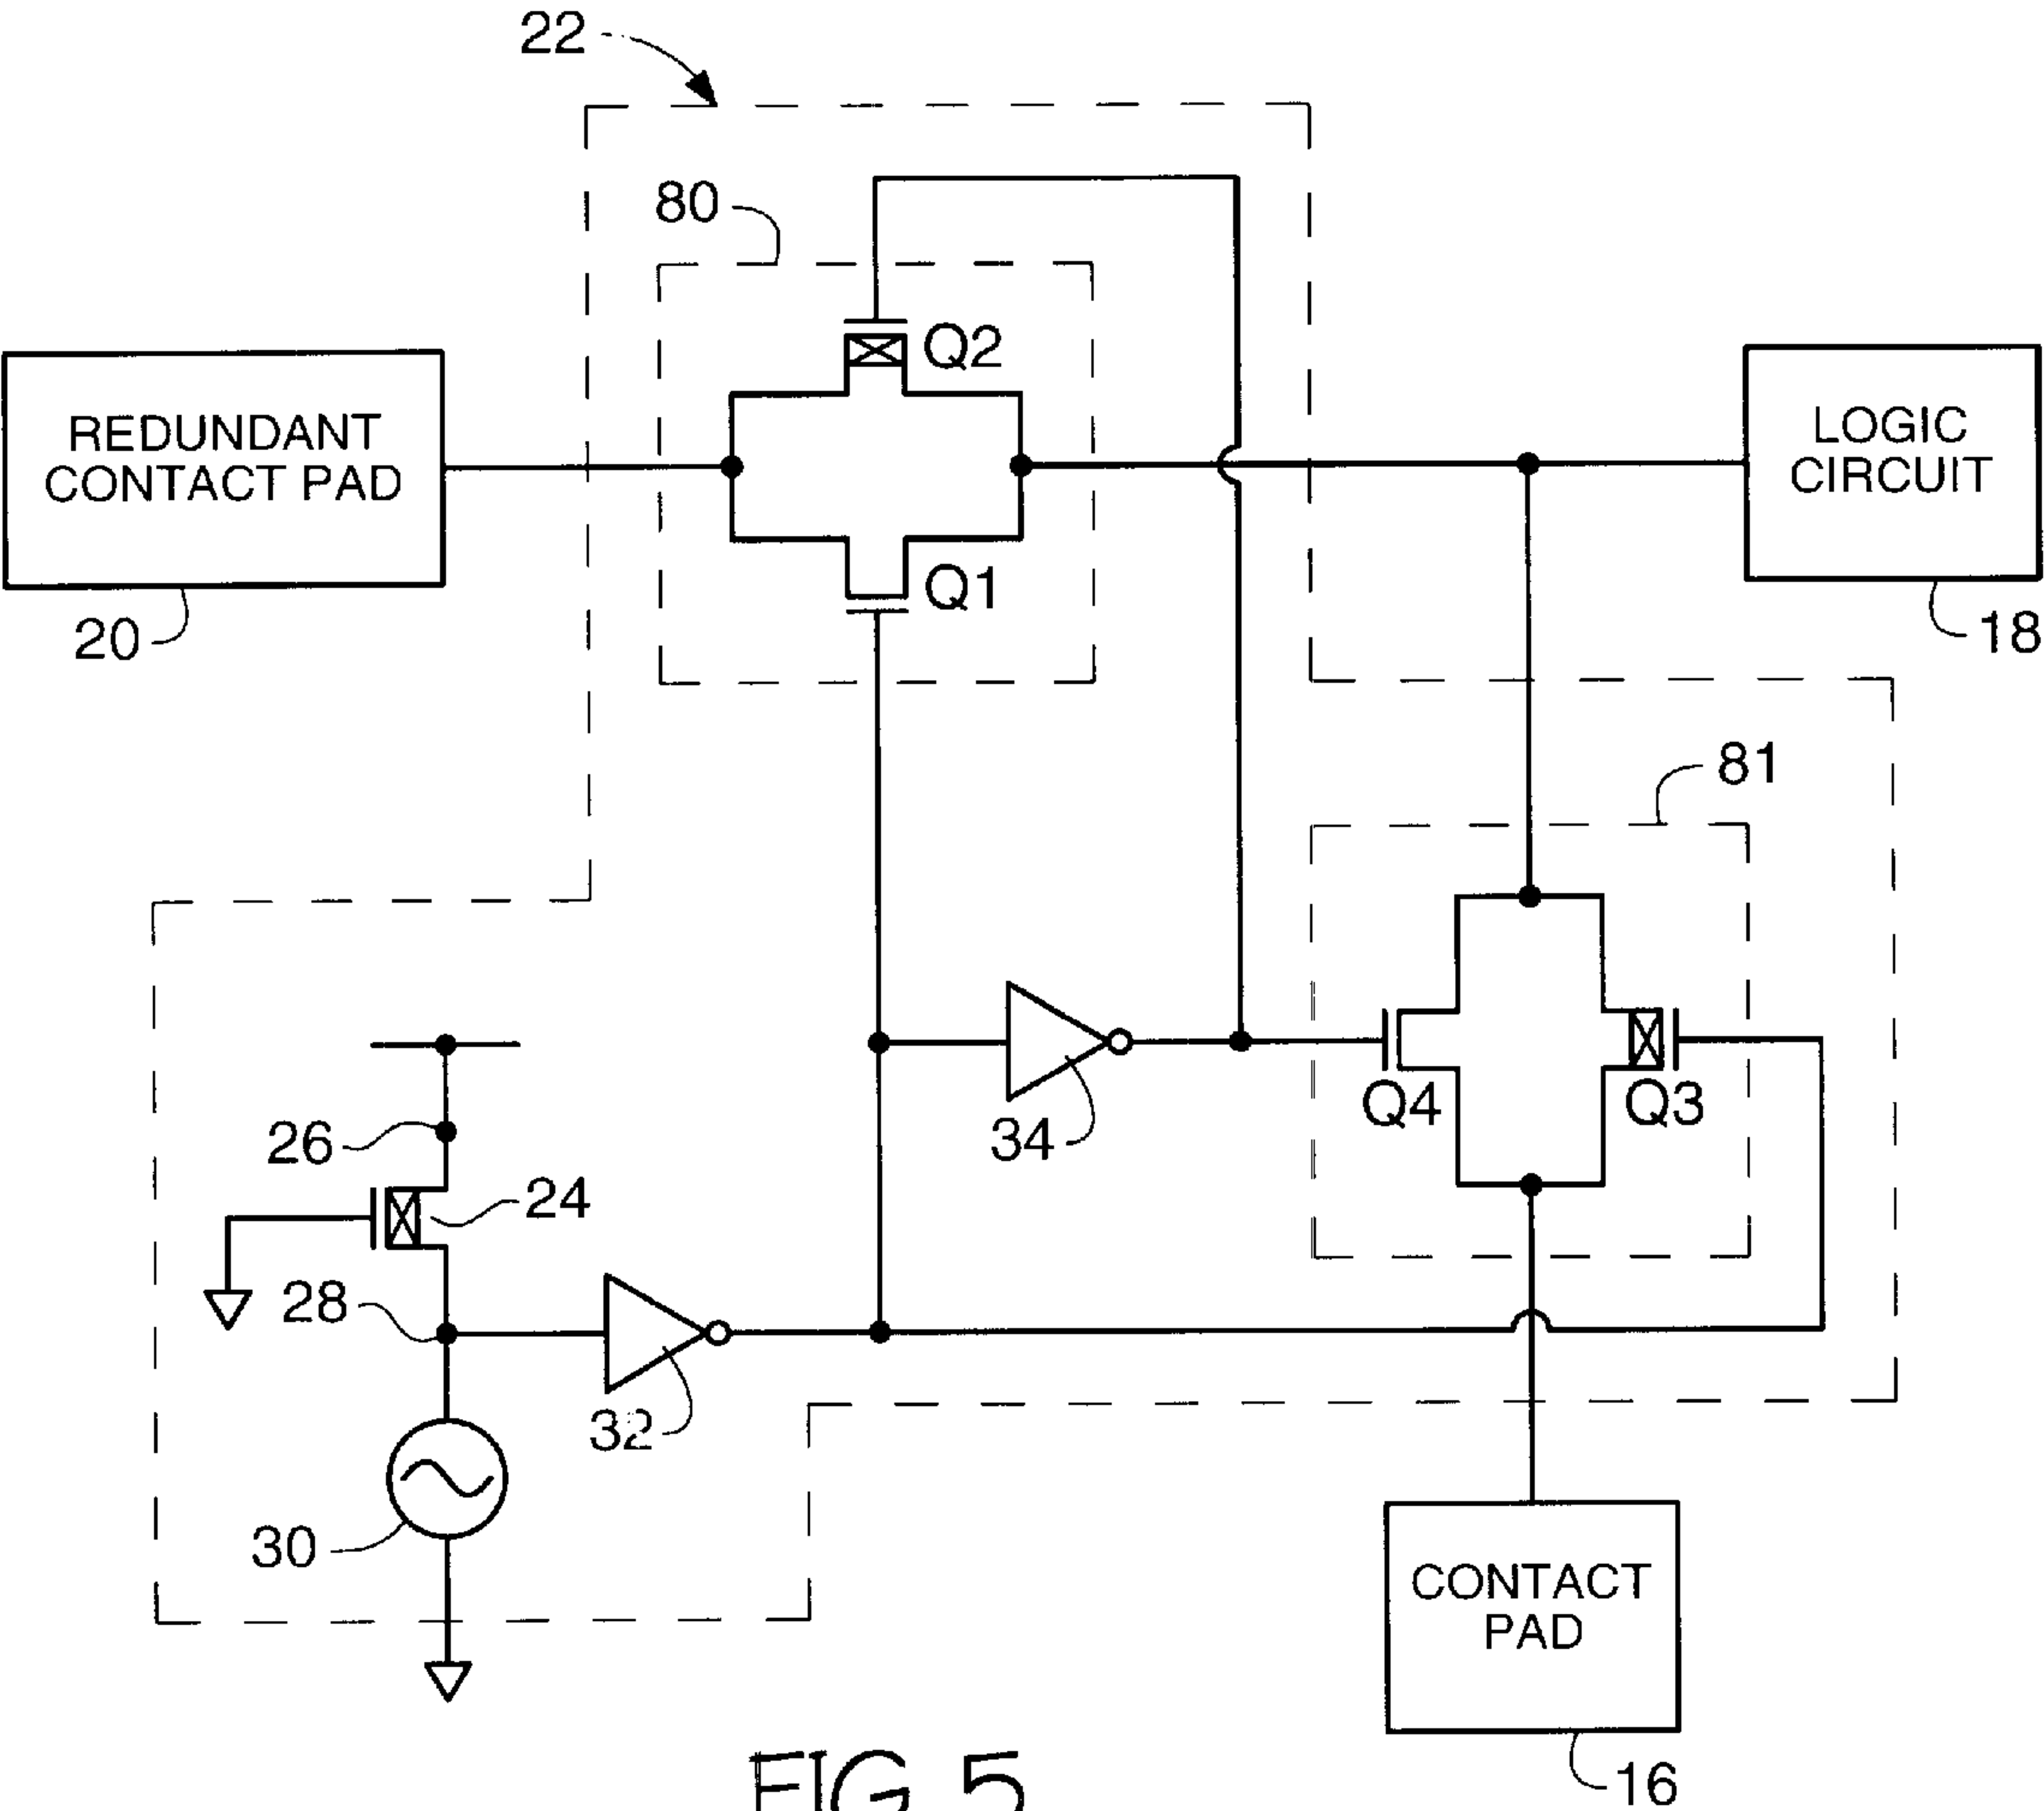 22
80
Q2
REDUNDANT
CONTACT PAD
LOGIC
CIRCUIT
Q1
20
18
81
26
34
Q4
Q3
24
28
32
30
CONTACT
PAD
16
FIG 5